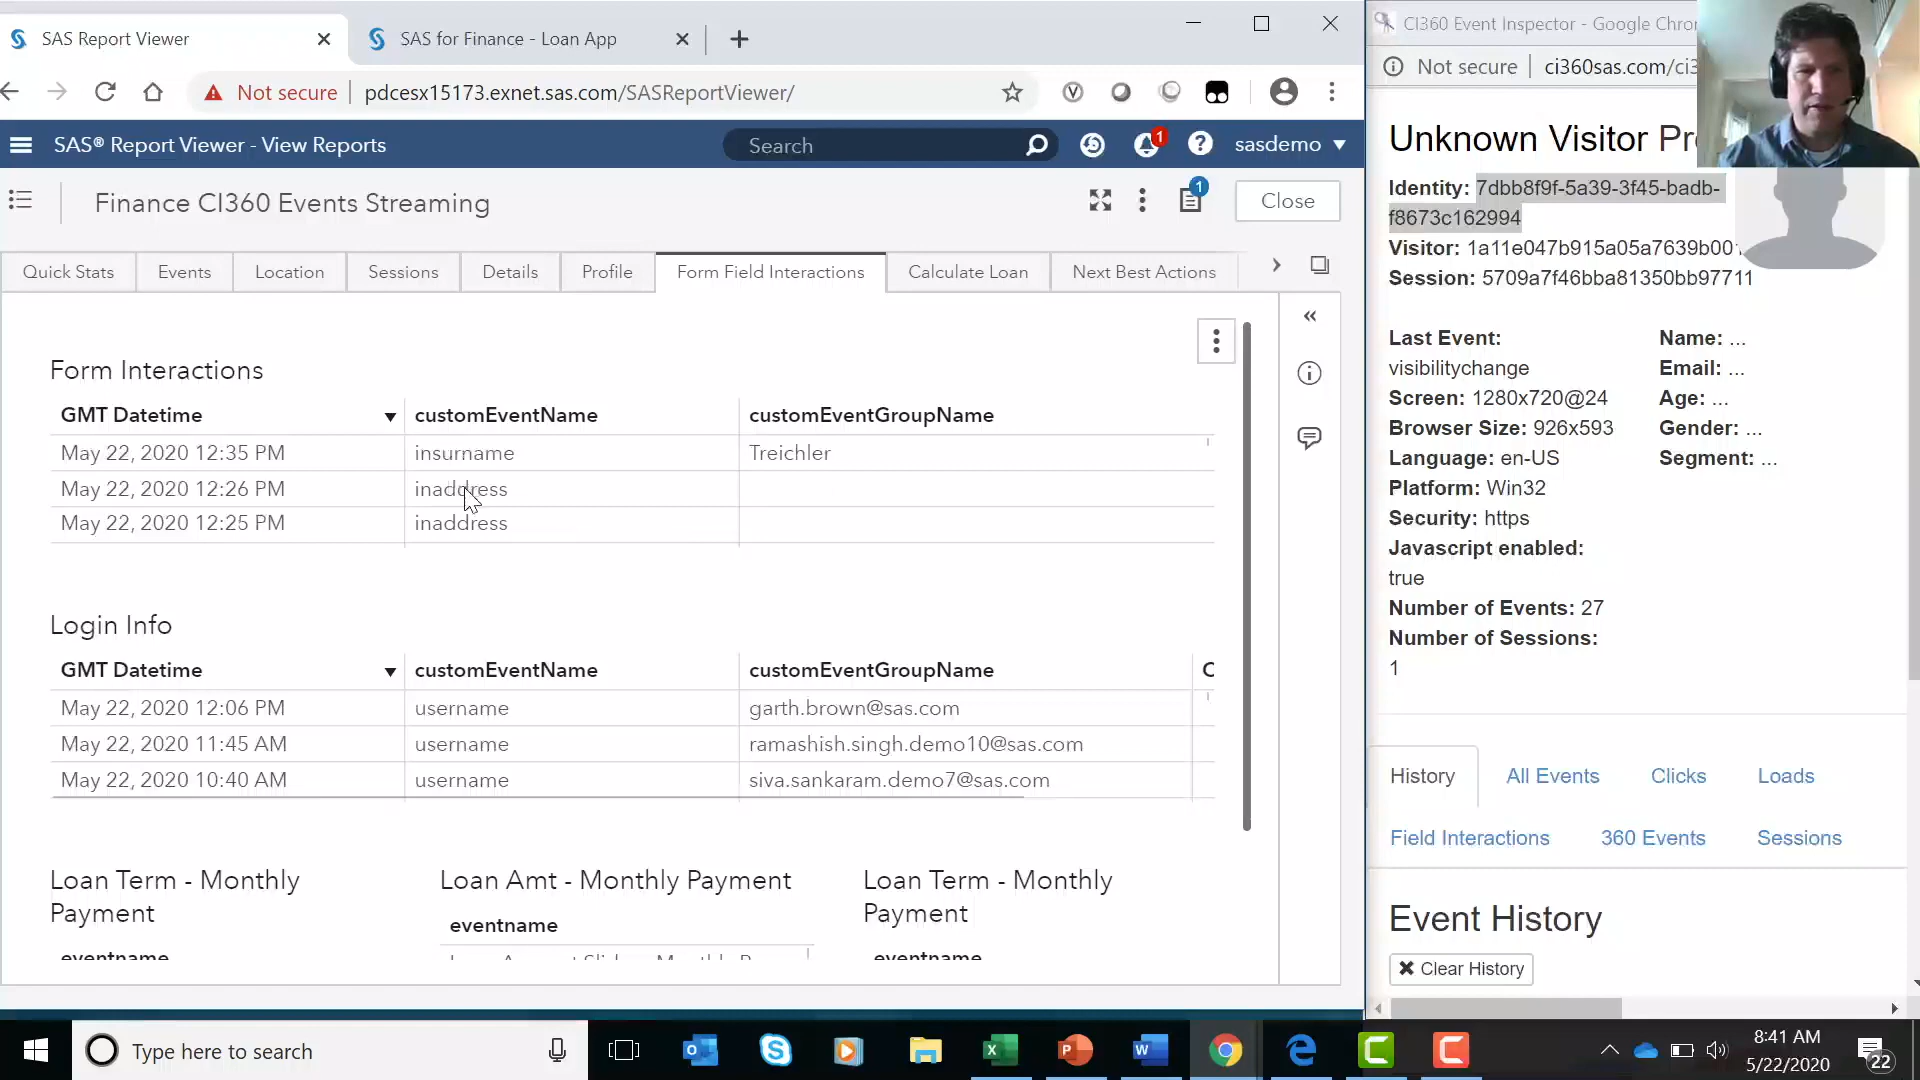 SAS Report Viewer
SAS for Finance - Loan App
Not secure
pdcesx15173.exnet.sas.com/SASReportViewer/
SAS® Report Viewer - View Reports
Search
1
sasdemo
Finance CI360 Events Streaming
1
Close
Quick Stats
Events
Location
Sessions
Details
Profile
Form Field Interactions
Calculate Loan
Next Best Actions
Form Interactions
GMT Datetime customEventName customEventGroupName
May 22, 2020 12:35 PM insurname Treichler
May 22, 2020 12:26 PM inaddress
May 22, 2020 12:25 PM inaddress
Login Info
GMT Datetime customEventName customEventGroupName C
May 22, 2020 12:06 PM username garth.brown@sas.com
May 22, 2020 11:45 AM username ramashish.singh.demo10@sas.com
May 22, 2020 10:40 AM username siva.sankaram.demo7@sas.com
Loan Term - Monthly
Payment
eventname
Loan Amt - Monthly Payment
eventname
Loan Term - Monthly
Payment
eventname
CI360 Event Inspector - Google Chro
Not secure
ci360sas.com/ci3
Unknown Visitor Pr
Identity: 7dbb8f9f-5a39-3f45-badb-
f8673c162994
Visitor: 1a11e047b915a05a7639b00
Session: 5709a7f46bba81350bb97711
Last Event:
visibilitychange
Screen: 1280x720@24
Browser Size: 926x593
Language: en-US
Platform: Win32
Security: https
Javascript enabled:
true
Number of Events: 27
Number of Sessions:
1
Name: ...
Email: ...
Age: ...
Gender: ...
Segment: ...
History
All Events
Clicks
Loads
Field Interactions
360 Events
Sessions
Event History
Clear History
Type here to search
8:41 AM
5/22/2020
22